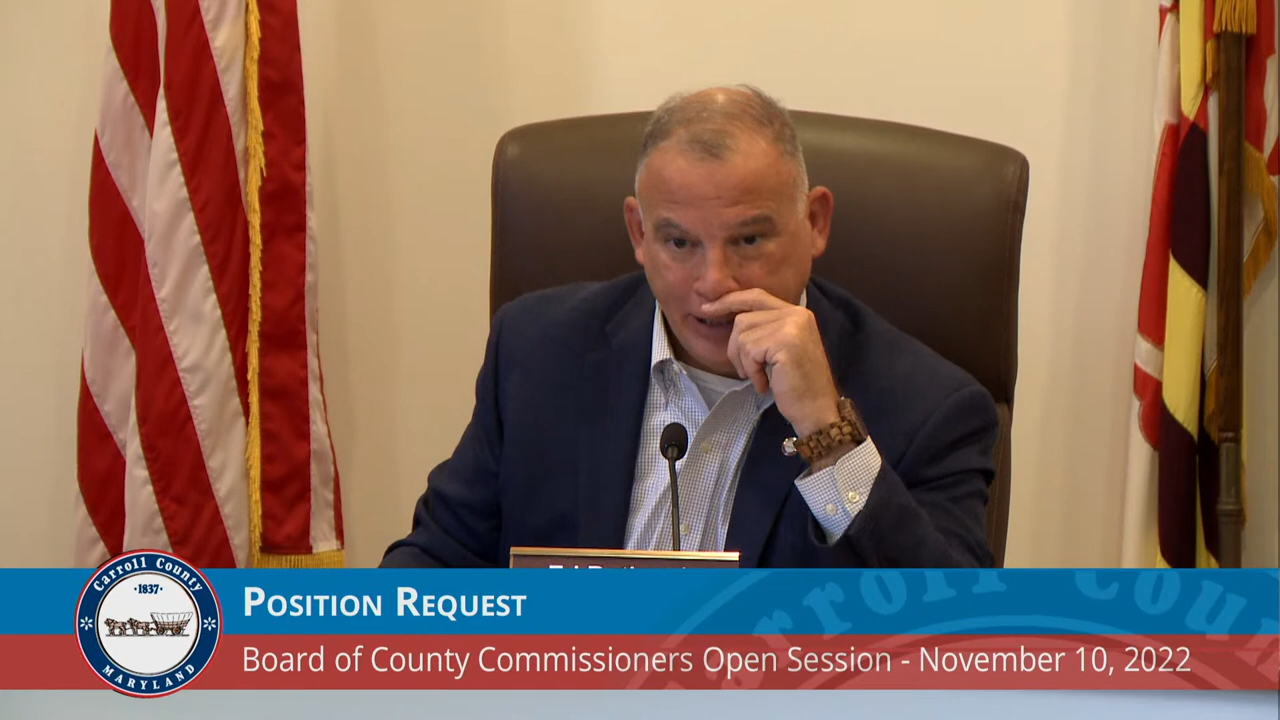 Carroll County
·1837·
MARYLAND
POSITION REQUEST
Board of County Commissioners Open Session - November 10, 2022